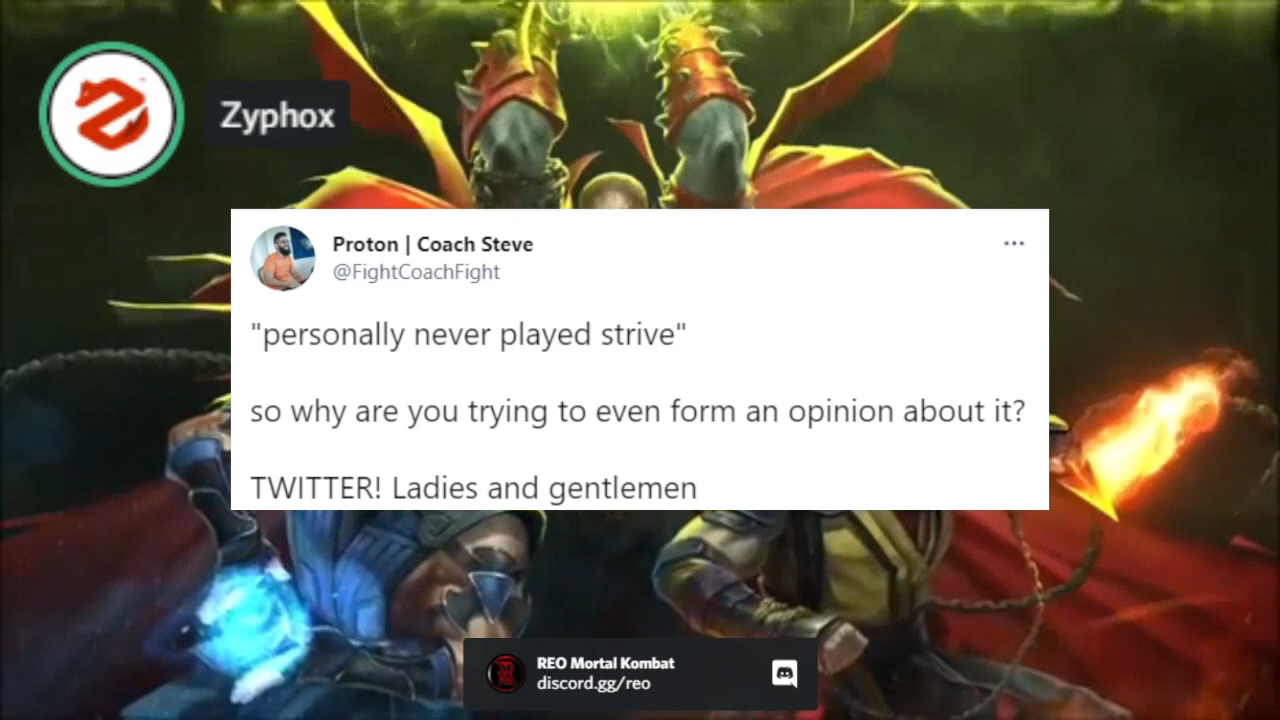 Zyphox
Proton | Coach Steve
@FightCoachFight
"personally never played strive"
so why are you trying to even form an opinion about it?
TWITTER! Ladies and gentlemen
REO Mortal Kombat
discord.gg/reo